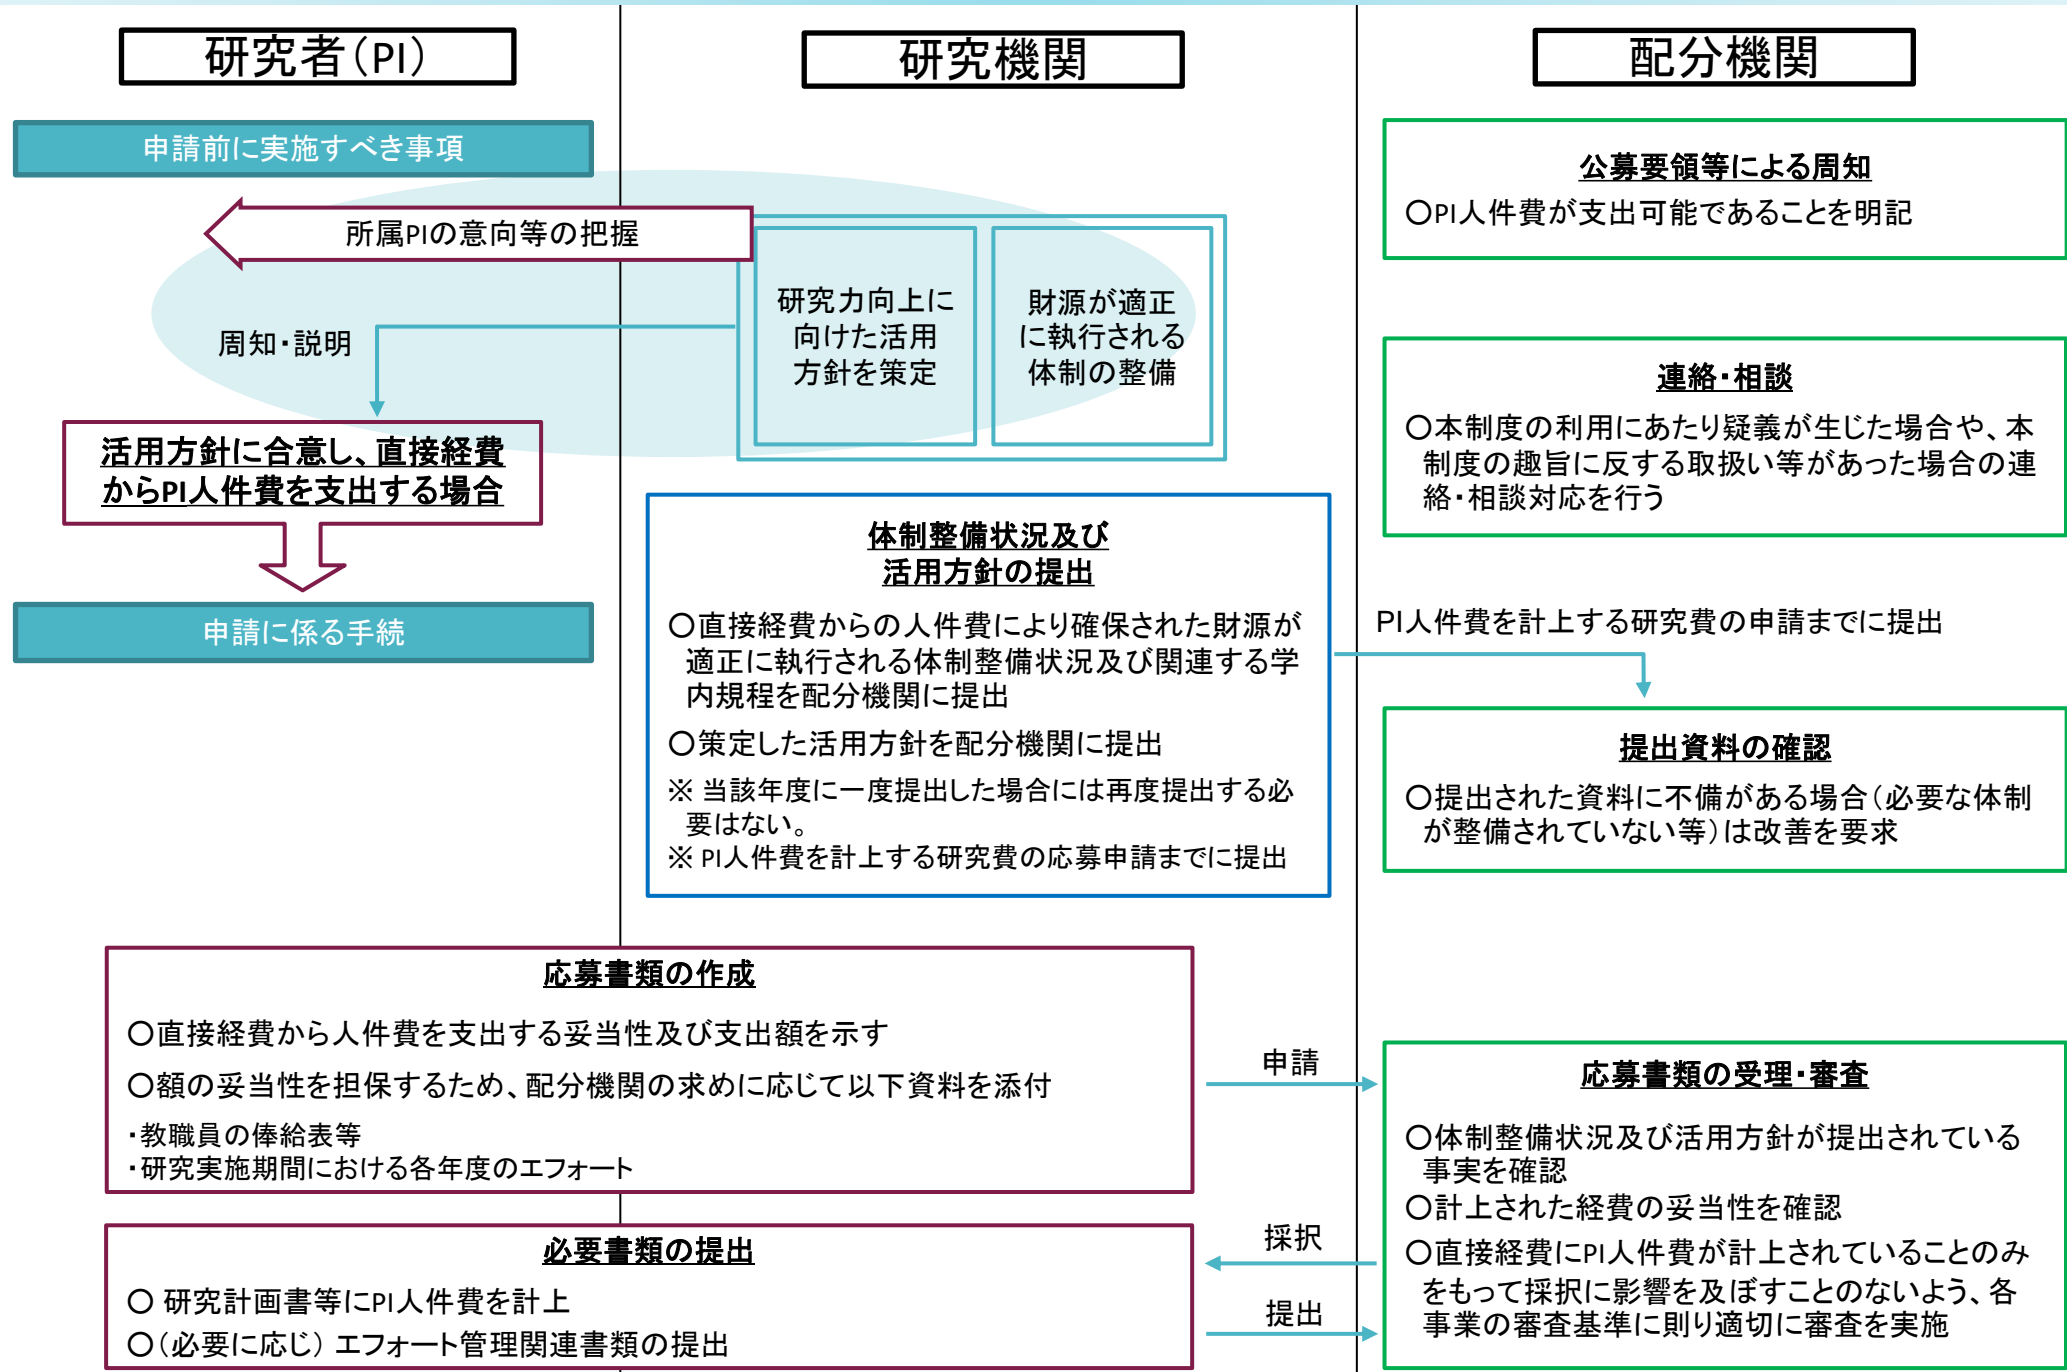 研究者(PI)
研究機関
配分機関
申請前に実施すべき事項
所属PIの意向等の把握
周知・説明
研究力向上に
向けた活用
方針を策定
財源が適正
に執行される
体制の整備
活用方針に合意し、直接経費
からPI人件費を支出する場合
申請に係る手続
体制整備状況及び
活用方針の提出
○直接経費からの人件費により確保された財源が
適正に執行される体制整備状況及び関連する学
内規程を配分機関に提出
○策定した活用方針を配分機関に提出
※ 当該年度に一度提出した場合には再度提出する必
要はない。
※ PI人件費を計上する研究費の応募申請までに提出
公募要領等による周知
○PI人件費が支出可能であることを明記
連絡・相談
○本制度の利用にあたり疑義が生じた場合や、本
制度の趣旨に反する取扱い等があった場合の連
絡・相談対応を行う
PI人件費を計上する研究費の申請までに提出
提出資料の確認
○提出された資料に不備がある場合(必要な体制
が整備されていない等)は改善を要求
応募書類の作成
○直接経費から人件費を支出する妥当性及び支出額を示す
○額の妥当性を担保するため、配分機関の求めに応じて以下資料を添付
・教職員の俸給表等
・研究実施期間における各年度のエフォート
申請
応募書類の受理・審査
○体制整備状況及び活用方針が提出されている
事実を確認
○計上された経費の妥当性を確認
○直接経費にPI人件費が計上されていることのみ
をもって採択に影響を及ぼすことのないよう、各
事業の審査基準に則り適切に審査を実施
採択
必要書類の提出
○ 研究計画書等にPI人件費を計上
○(必要に応じ) エフォート管理関連書類の提出
提出